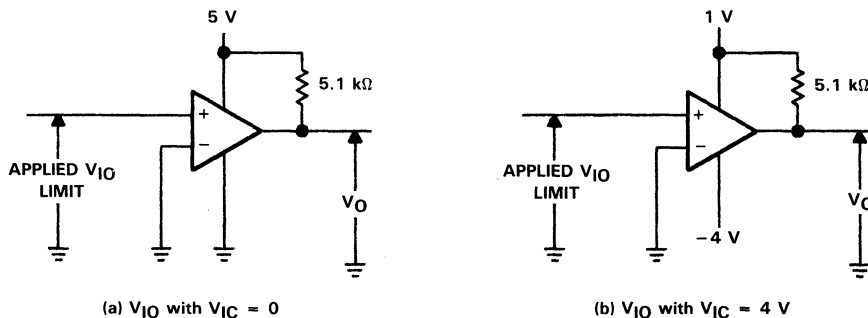 5 V
5.1 kΩ
+
−
APPLIED VIO
LIMIT
VO
(a) VIO with VIC = 0
1 V
5.1 kΩ
+
−
APPLIED VIO
LIMIT
−4 V
VO
(b) VIO with VIC = 4 V